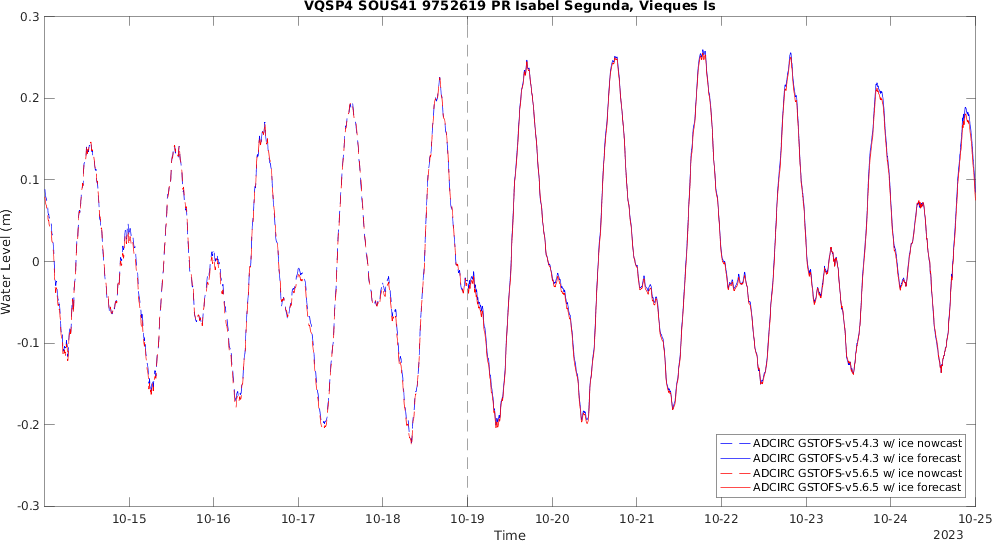 VQSP4 SOUS41 9752619 PR Isabel Segunda, Vieques Is
0.3
0.2
0.1
0
-0.1
-0.2
-0.3
Water Level (m)
ADCIRC GSTOFS-v5.4.3 w/ ice nowcast
ADCIRC GSTOFS-v5.4.3 w/ ice forecast
ADCIRC GSTOFS-v5.6.5 w/ ice nowcast
ADCIRC GSTOFS-v5.6.5 w/ ice forecast
10-15 10-16 10-17 10-18 10-19 10-20 10-21 10-22 10-23 10-24 10-25
Time 2023